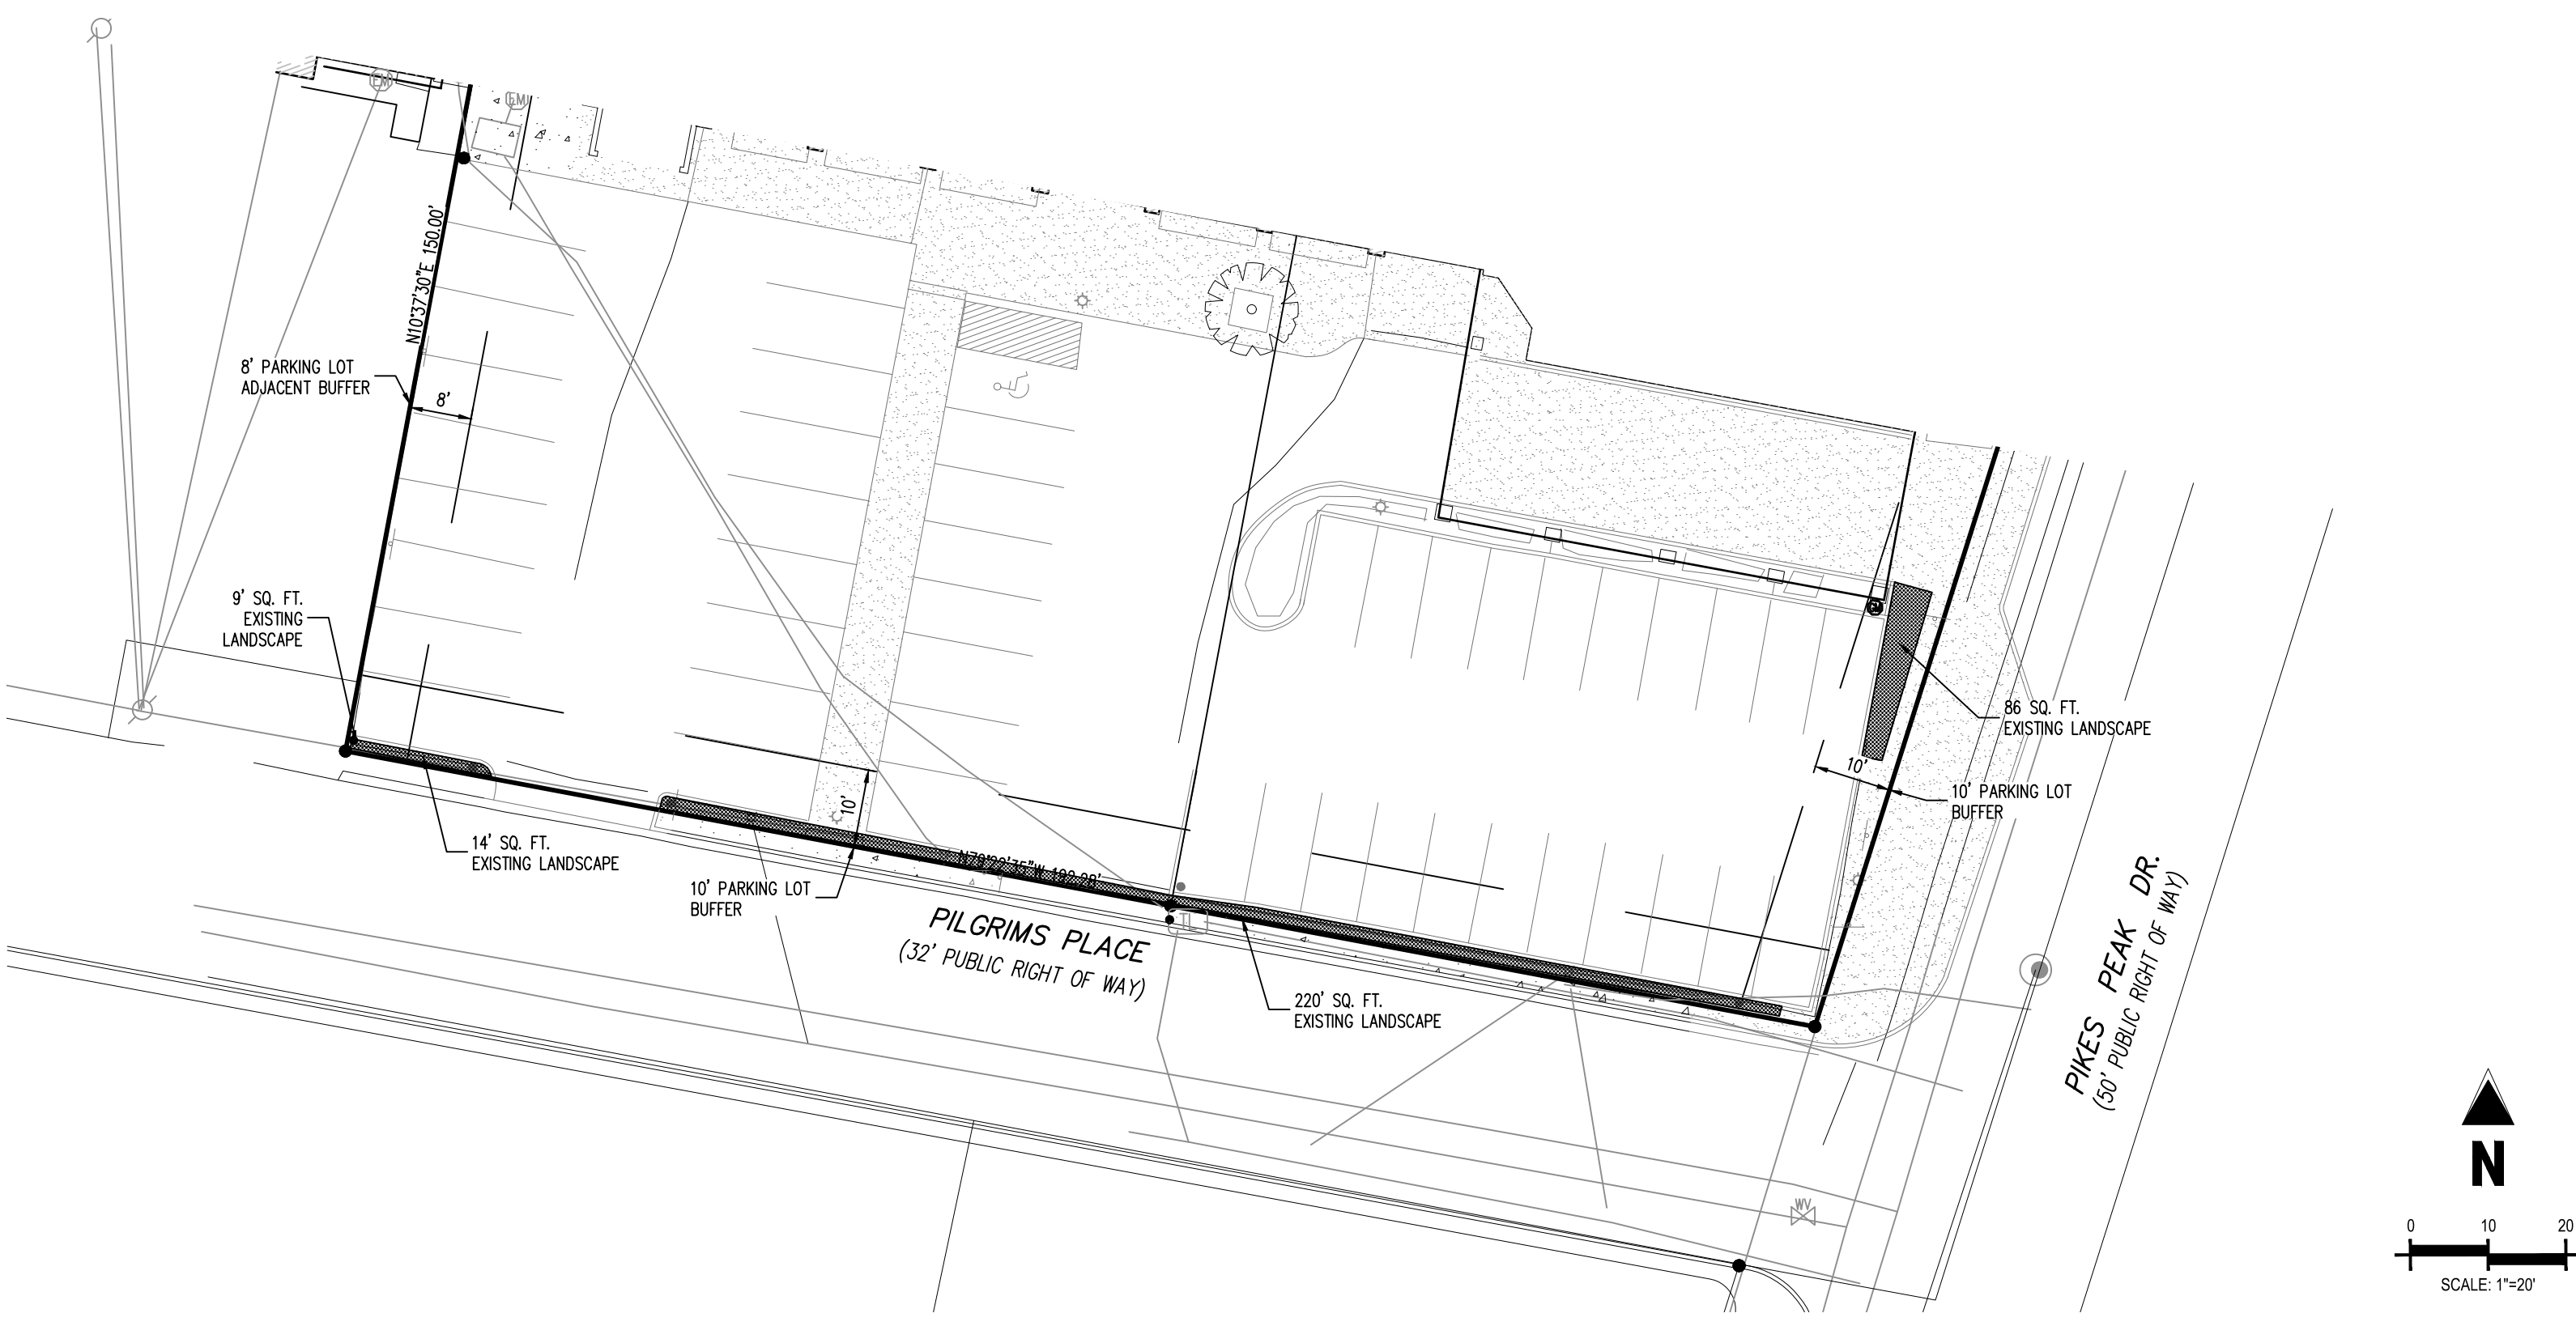 EM
EM
N10°37'30"E 150.00'
8' PARKING LOT
ADJACENT BUFFER
8'
9' SQ. FT.
EXISTING
LANDSCAPE
14' SQ. FT.
EXISTING LANDSCAPE
10' PARKING LOT
BUFFER
10'
PILGRIMS PLACE
(32' PUBLIC RIGHT OF WAY)
TL
220' SQ. FT.
EXISTING LANDSCAPE
86 SQ. FT.
EXISTING LANDSCAPE
10'
10' PARKING LOT
BUFFER
PIKES PEAK DR.
(50' PUBLIC RIGHT OF WAY)
WV
N
0 10 20
SCALE: 1"=20'